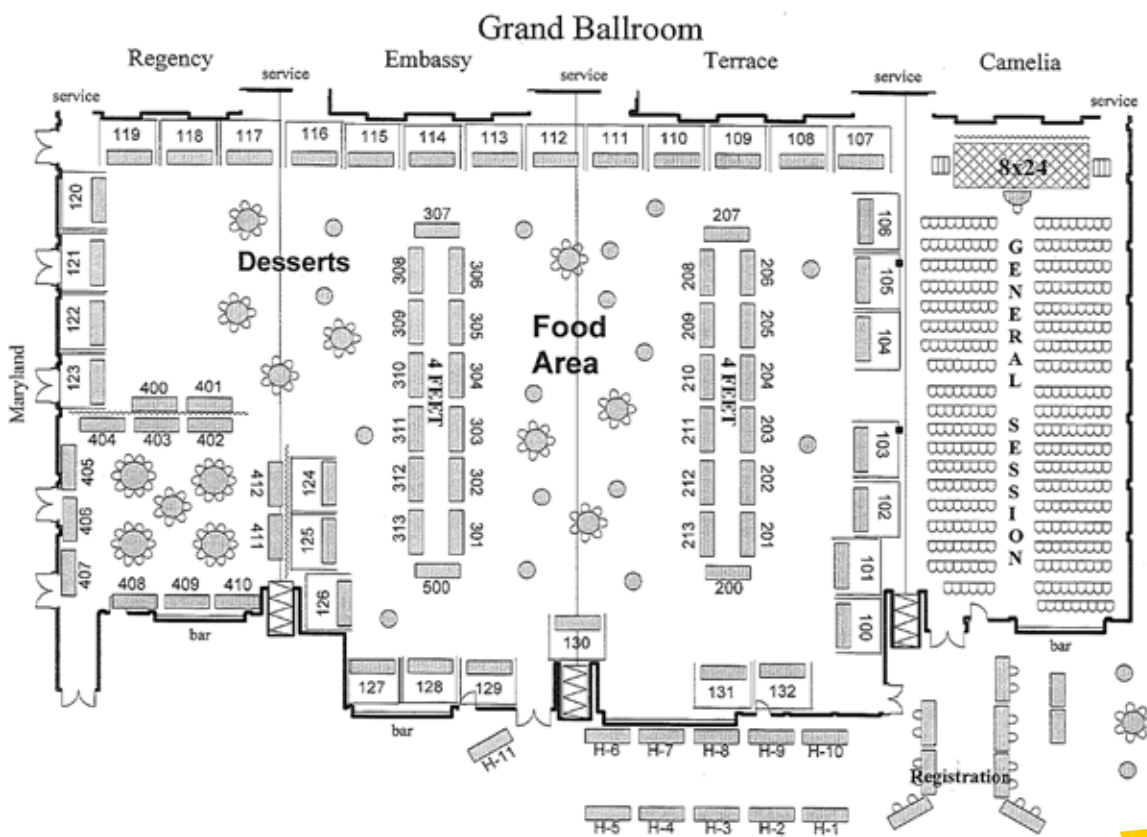 Grand Ballroom
Regency
Embassy
Terrace
Camelia
service
service
service
service
service
119
118
117
116
115
114
113
112
111
110
109
108
107
8x24
120
121
122
123
Maryland
Desserts
Food
Area
307
308
306
309
305
310
304
311
303
312
302
313
301
4 FEET
500
207
208
206
209
205
210
204
211
203
212
202
213
201
4 FEET
200
106
105
104
103
102
101
100
GENERAL SESSION
400
401
404
403
402
405
406
407
412
411
408
409
410
124
125
126
bar
127
128
129
130
131
132
bar
bar
H-11
H-6
H-7
H-8
H-9
H-10
H-5
H-4
H-3
H-2
H-1
Registration